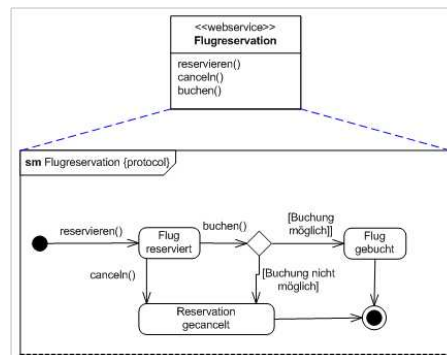 <<webservice>>
Flugreservation
reservieren()
canceln()
buchen()
sm Flugreservation {protocol}
reservieren()
Flug
reserviert
buchen()
[Buchung
möglich]]
Flug
gebucht
canceln()
[Buchung nicht
möglich]
Reservation
gecancelt